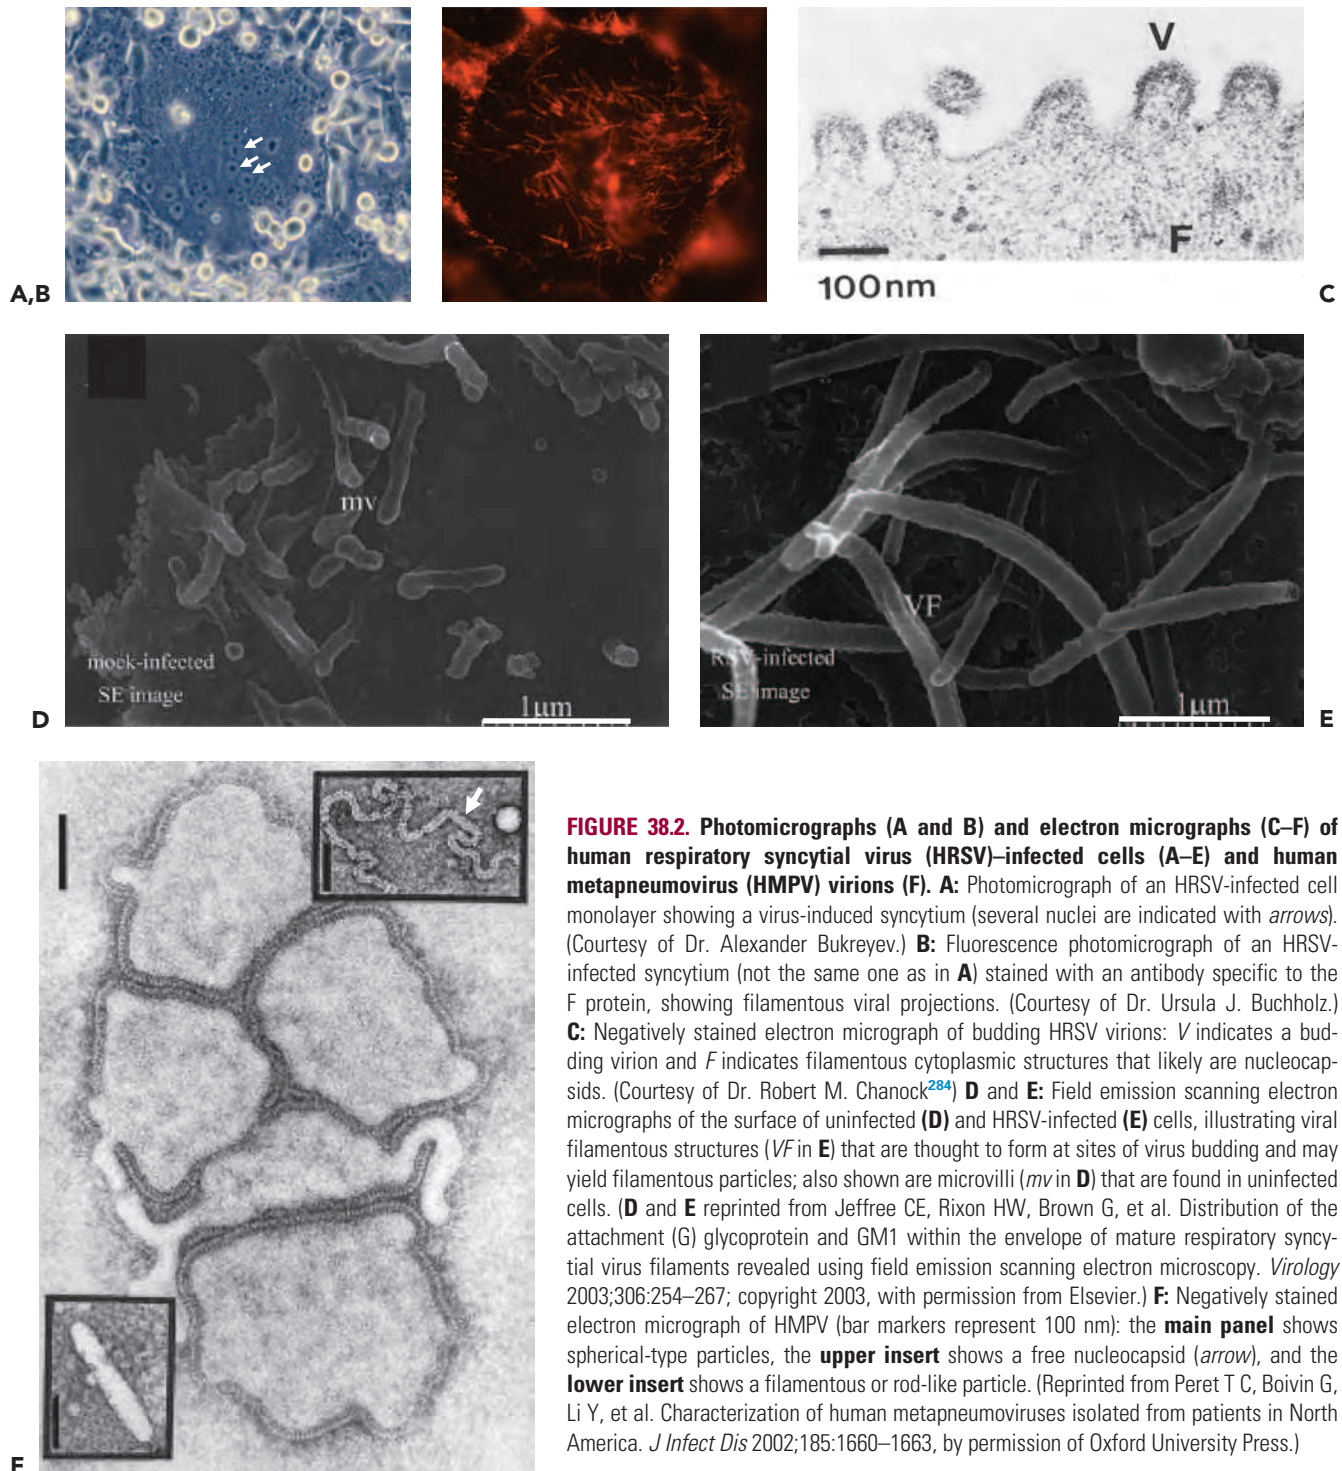 V
F
100nm
A,B
C
mv
mock-infected
SE image
1μm
D
VF
RSV-infected
SE image
1μm
E
F
FIGURE 38.2. Photomicrographs (A and B) and electron micrographs (C–F) of
human respiratory syncytial virus (HRSV)–infected cells (A–E) and human
metapneumovirus (HMPV) virions (F). A: Photomicrograph of an HRSV-infected cell
monolayer showing a virus-induced syncytium (several nuclei are indicated with arrows).
(Courtesy of Dr. Alexander Bukreyev.) B: Fluorescence photomicrograph of an HRSV-
infected syncytium (not the same one as in A) stained with an antibody specific to the
F protein, showing filamentous viral projections. (Courtesy of Dr. Ursula J. Buchholz.)
C: Negatively stained electron micrograph of budding HRSV virions: V indicates a bud-
ding virion and F indicates filamentous cytoplasmic structures that likely are nucleocap-
sids. (Courtesy of Dr. Robert M. Chanock284) D and E: Field emission scanning electron
micrographs of the surface of uninfected (D) and HRSV-infected (E) cells, illustrating viral
filamentous structures (VF in E) that are thought to form at sites of virus budding and may
yield filamentous particles; also shown are microvilli (mv in D) that are found in uninfected
cells. (D and E reprinted from Jeffree CE, Rixon HW, Brown G, et al. Distribution of the
attachment (G) glycoprotein and GM1 within the envelope of mature respiratory syncy-
tial virus filaments revealed using field emission scanning electron microscopy. Virology
2003;306:254–267; copyright 2003, with permission from Elsevier.) F: Negatively stained
electron micrograph of HMPV (bar markers represent 100 nm): the main panel shows
spherical-type particles, the upper insert shows a free nucleocapsid (arrow), and the
lower insert shows a filamentous or rod-like particle. (Reprinted from Peret T C, Boivin G,
Li Y, et al. Characterization of human metapneumoviruses isolated from patients in North
America. J Infect Dis 2002;185:1660–1663, by permission of Oxford University Press.)